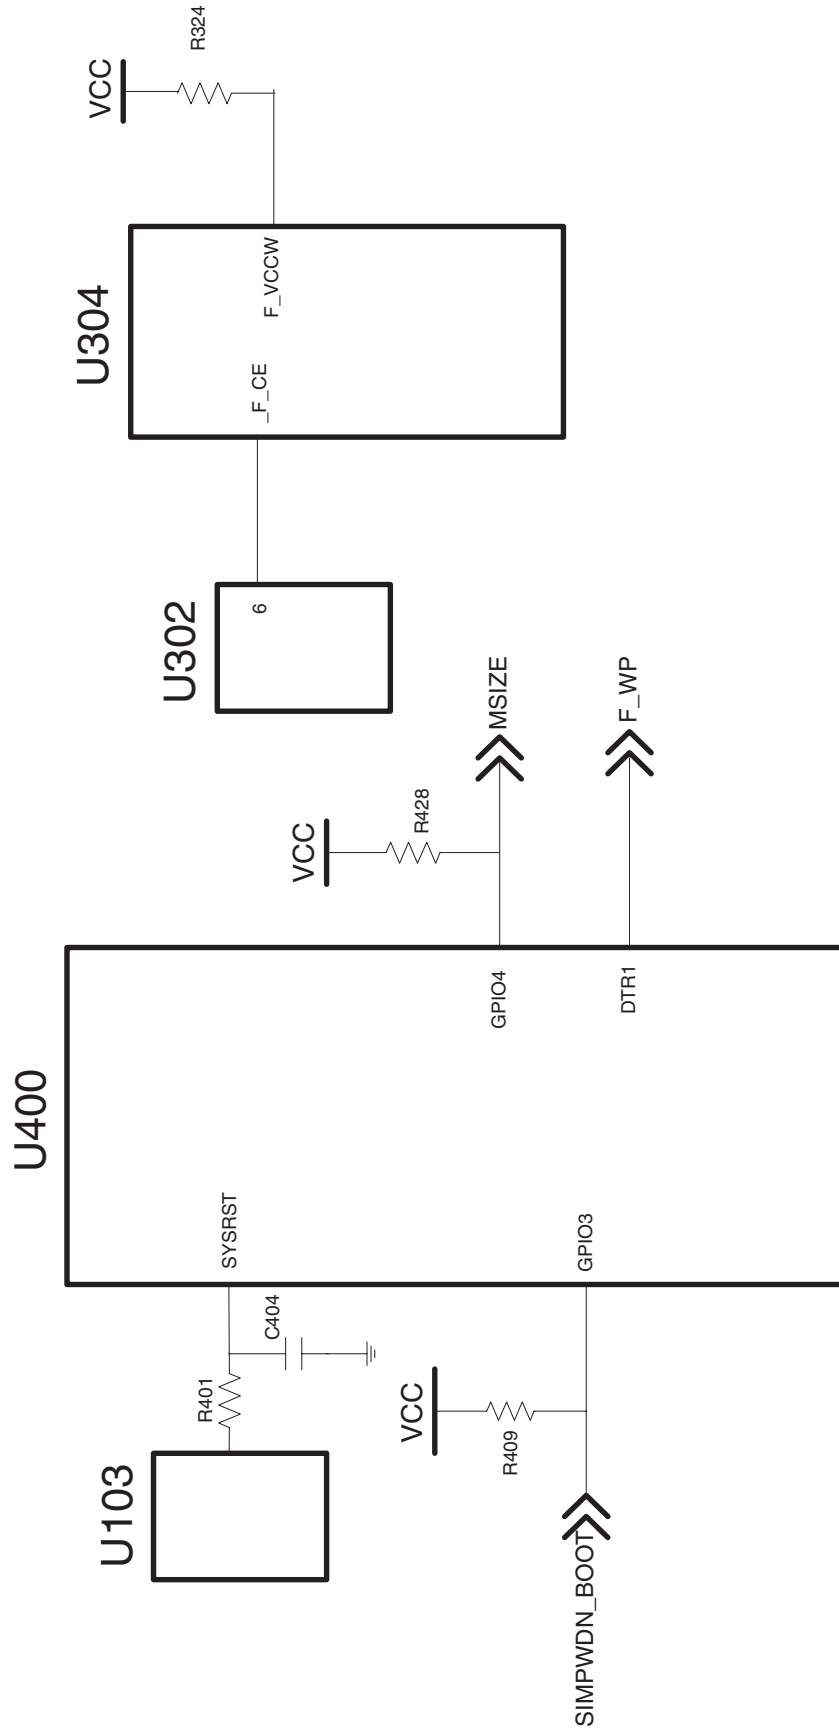 U103
R401
C404
SYSRST
U400
VCC
R409
SIMPWDN_BOOT
GPIO3
GPIO4
DTR1
VCC
R428
MSIZE
F_WP
U302
6
U304
_F_CE
F_VCCW
VCC
R324